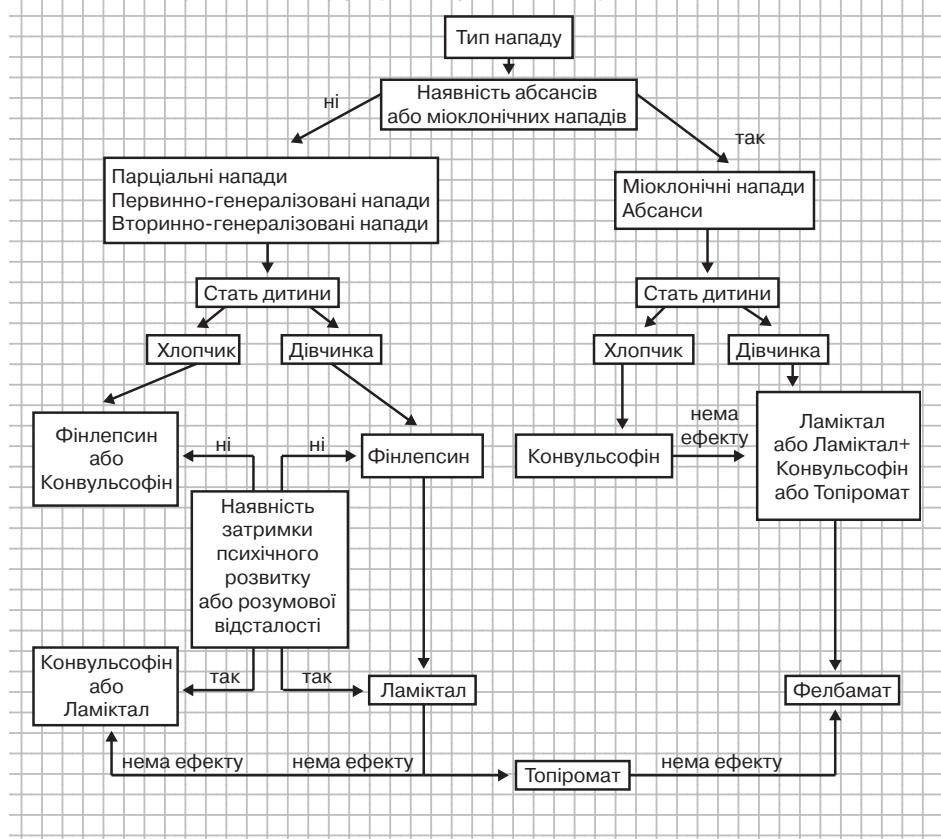 Тип нападу
Наявність абсансів
або міоклонічних нападів
ні
так
Парціальні напади
Первинно-генералізовані напади
Вторинно-генералізовані напади
Міоклонічні напади
Абсанси
Стать дитини
Стать дитини
Хлопчик
Дівчинка
Хлопчик
Дівчинка
Фінлепсин
або
Конвульсофін
ні
ні
Фінлепсин
Конвульсофін
нема
ефекту
Ламіктал
або Ламіктал+
Конвульсофін
або Топіромат
Наявність
затримки
психічного
розвитку
або розумової
відсталості
Конвульсофін
або
Ламіктал
так
так
Ламіктал
Фелбамат
нема ефекту
нема ефекту
Топіромат
нема ефекту